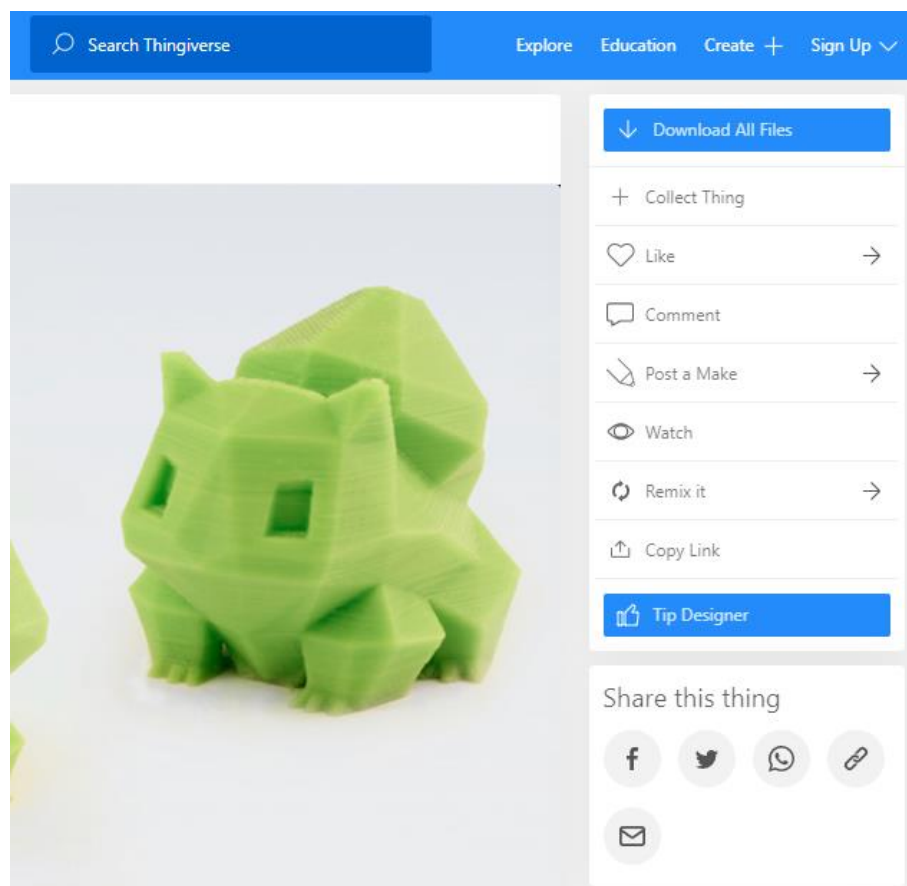 Search Thingiverse
Explore
Education
Create
Sign Up
Download All Files
Collect Thing
Like
Comment
Post a Make
Watch
Remix it
Copy Link
Tip Designer
Share this thing